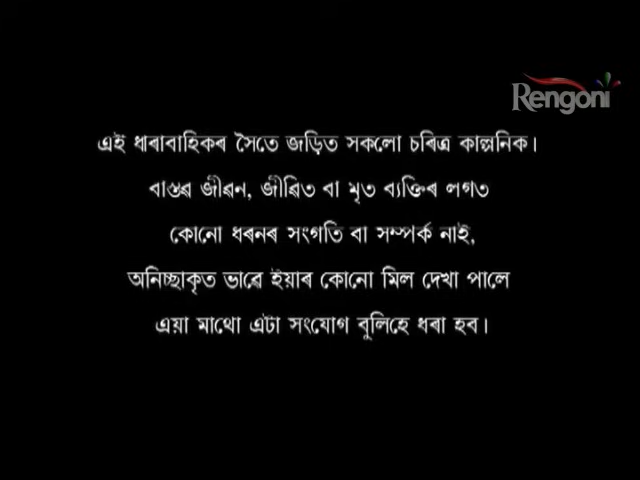 Rengoni
এই ধাৰাবাহিকৰ সৈতে জড়িত সকলো চৰিত্ৰ কাল্পনিক।
বাস্তৱ জীৱন, জীৱিত বা মৃত ব্যক্তিৰ লগত
কোনো ধৰনৰ সংগতি বা সম্পৰ্ক নাই,
অনিচ্ছাকৃত ভাৱে ইয়াৰ কোনো মিল দেখা পালে
এয়া মাথো এটা সংযোগ বুলিহে ধৰা হব।